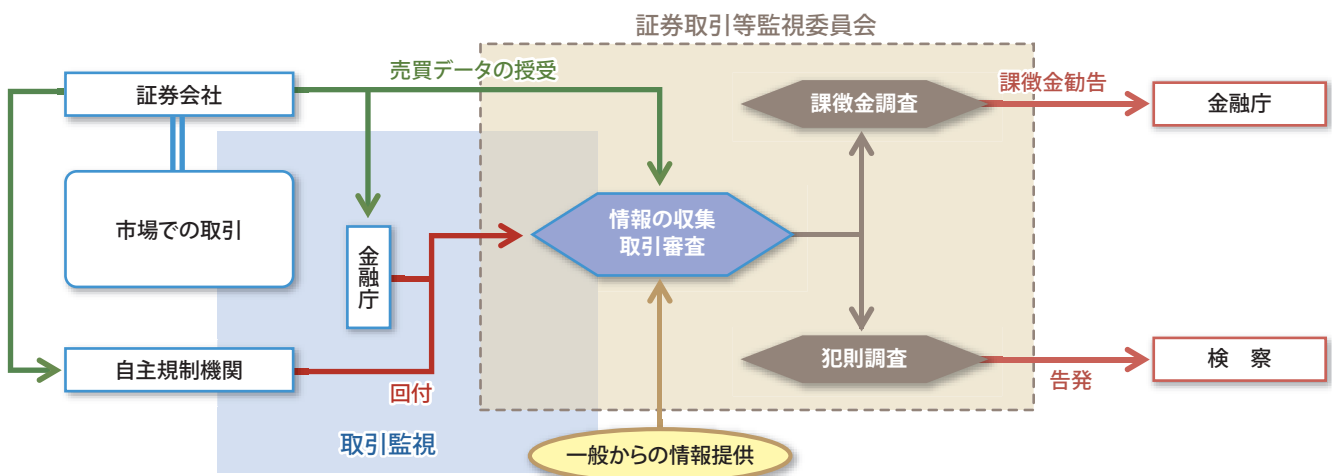 証券取引等監視委員会
売買データの授受
証券会社
課徴金調査
課徴金勧告
金融庁
市場での取引
情報の収集
取引審査
金融庁
自主規制機関
回付
犯則調査
告発
検　察
取引監視
一般からの情報提供